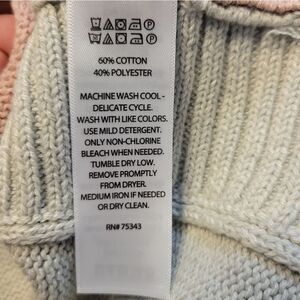 60% COTTON
40% POLYESTER
MACHINE WASH COOL -
DELICATE CYCLE.
WASH WITH LIKE COLORS.
USE MILD DETERGENT.
ONLY NON-CHLORINE
BLEACH WHEN NEEDED.
TUMBLE DRY LOW.
REMOVE PROMPTLY
FROM DRYER.
MEDIUM IRON IF NEEDED
OR DRY CLEAN.
RN# 75343